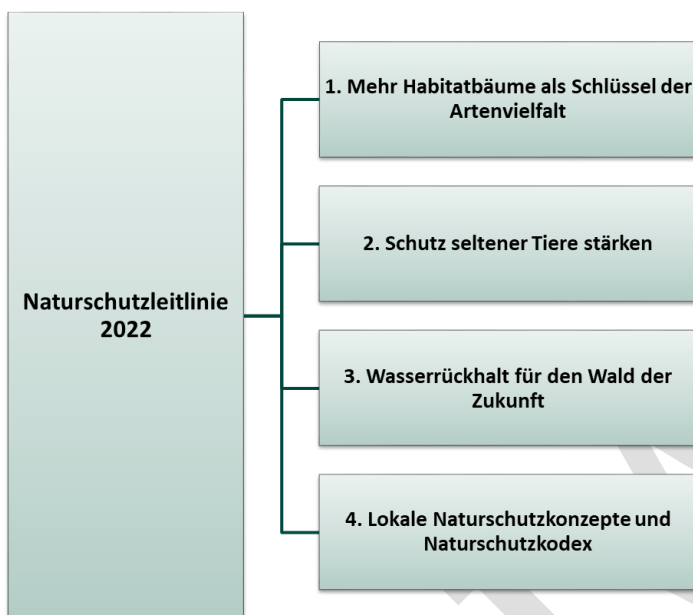 Naturschutzleitlinie
2022
1. Mehr Habitatbäume als Schlüssel der
Artenvielfalt
2. Schutz seltener Tiere stärken
3. Wasserrückhalt für den Wald der
Zukunft
4. Lokale Naturschutzkonzepte und
Naturschutzkodex